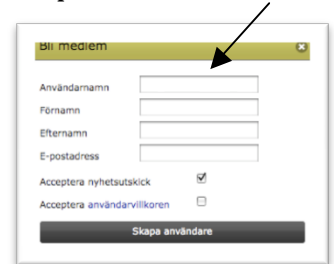 Bli medlem
Användarnamn
Förnamn
Efternamn
E-postadress
Acceptera nyhetsutskick
Acceptera användarvillkoren
Skapa användare